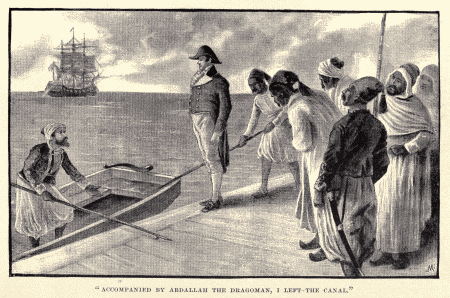 "ACCOMPANIED BY ABDALLAH THE DRAGOMAN, I LEFT THE CANAL."